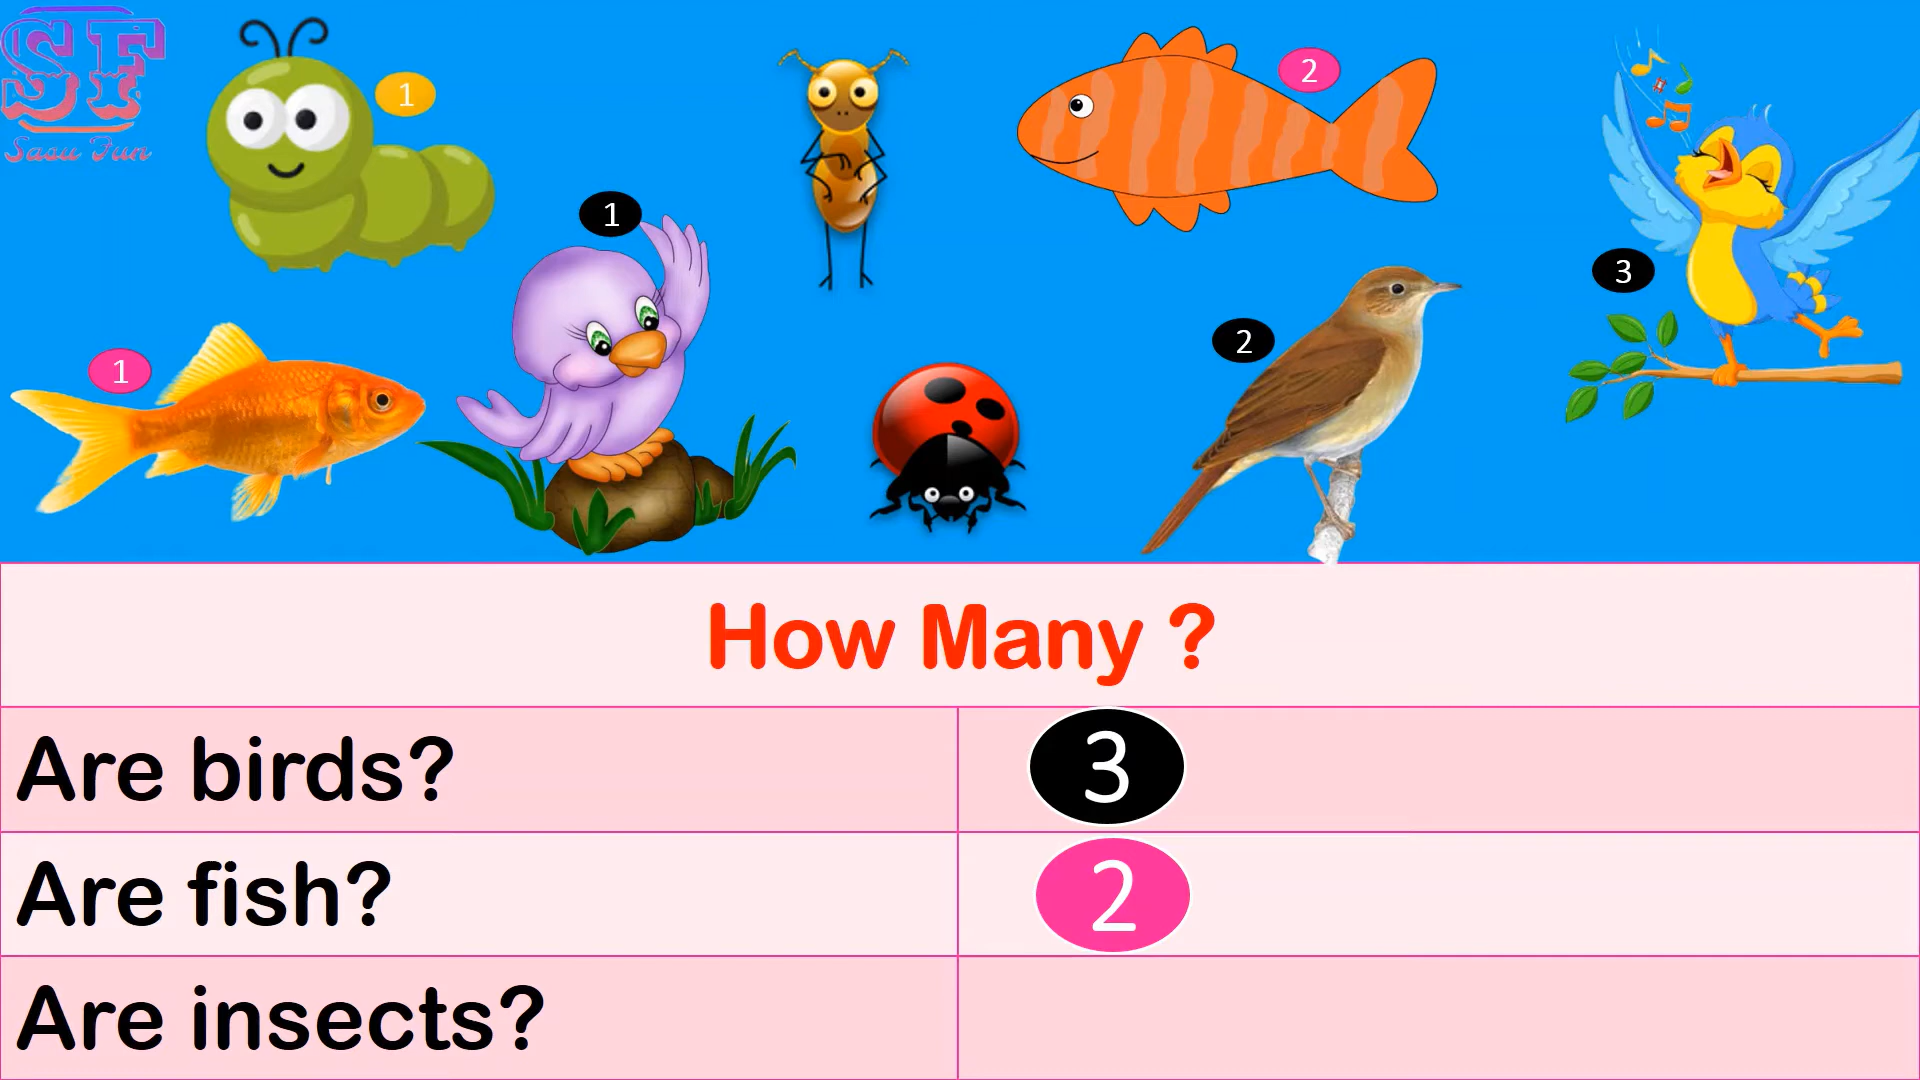 SF
Sasu Fun
1
2
1
3
2
1
How Many ?
Are birds? 3
Are fish? 2
Are insects?